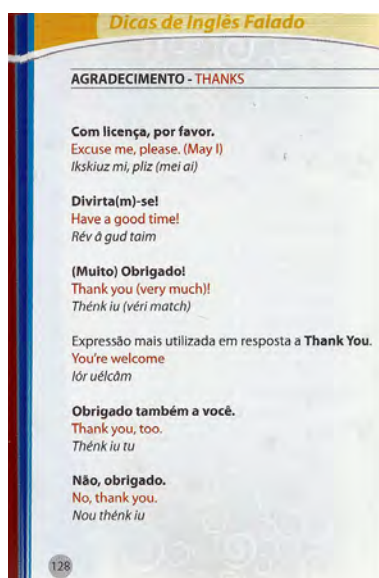 Dicas de Inglês Falado
AGRADECIMENTO - THANKS
Com licença, por favor.
Excuse me, please. (May I)
Ikskiuz mi, pliz (mei ai)
Divirta(m)-se!
Have a good time!
Rév â gud taim
(Muito) Obrigado!
Thank you (very much)!
Thénk iu (véri match)
Expressão mais utilizada em resposta a Thank You.
You're welcome
Iór uélcâm
Obrigado também a você.
Thank you, too.
Thénk iu tu
Não, obrigado.
No, thank you.
Nou thénk iu
128